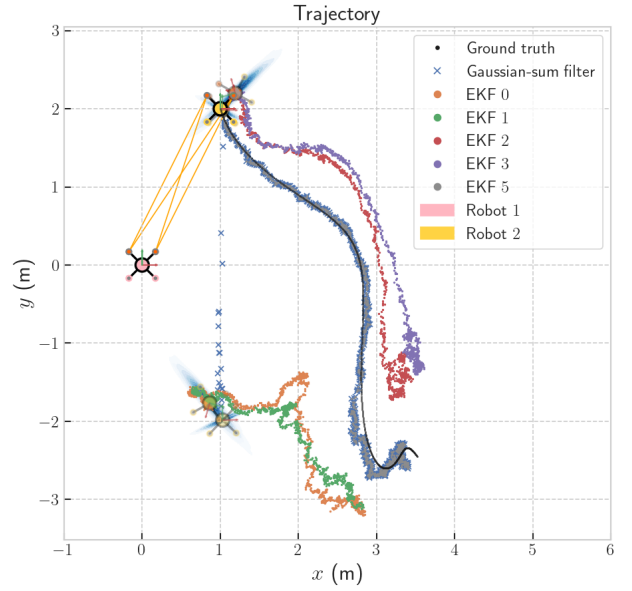 Trajectory
3
2
1
0
−1
−2
−3
y (m)
−1 0 1 2 3 4 5 6
x (m)
Ground truth
Gaussian-sum filter
EKF 0
EKF 1
EKF 2
EKF 3
EKF 5
Robot 1
Robot 2